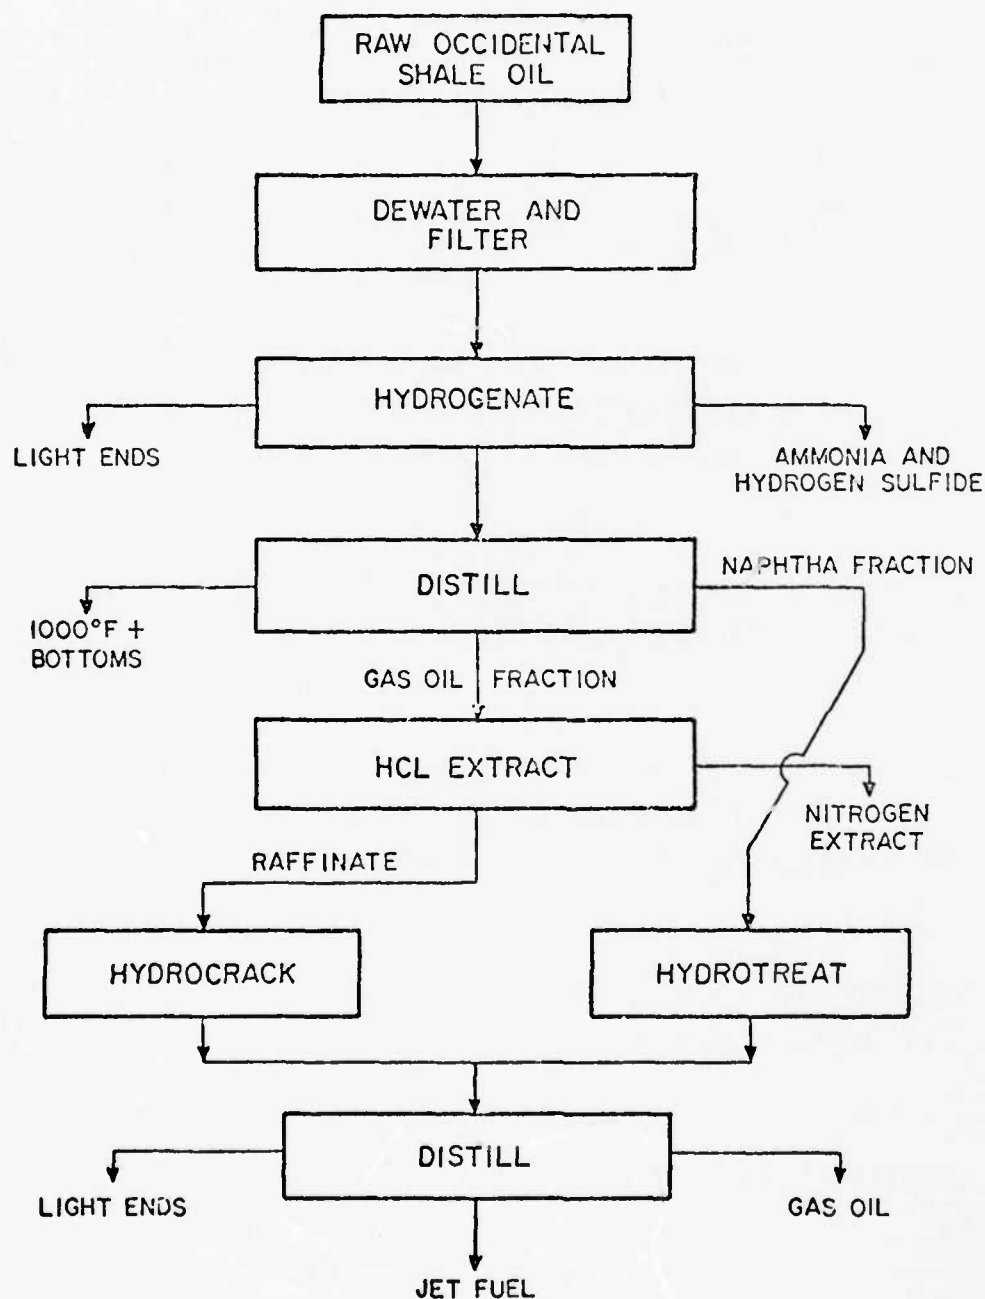 RAW OCCIDENTAL
SHALE OIL
DEWATER AND
FILTER
HYDROGENATE
LIGHT ENDS
AMMONIA AND
HYDROGEN SULFIDE
DISTILL
NAPHTHA FRACTION
1000°F +
BOTTOMS
GAS OIL FRACTION
HCL EXTRACT
NITROGEN
EXTRACT
RAFFINATE
HYDROCRACK
HYDROTREAT
DISTILL
LIGHT ENDS
GAS OIL
JET FUEL